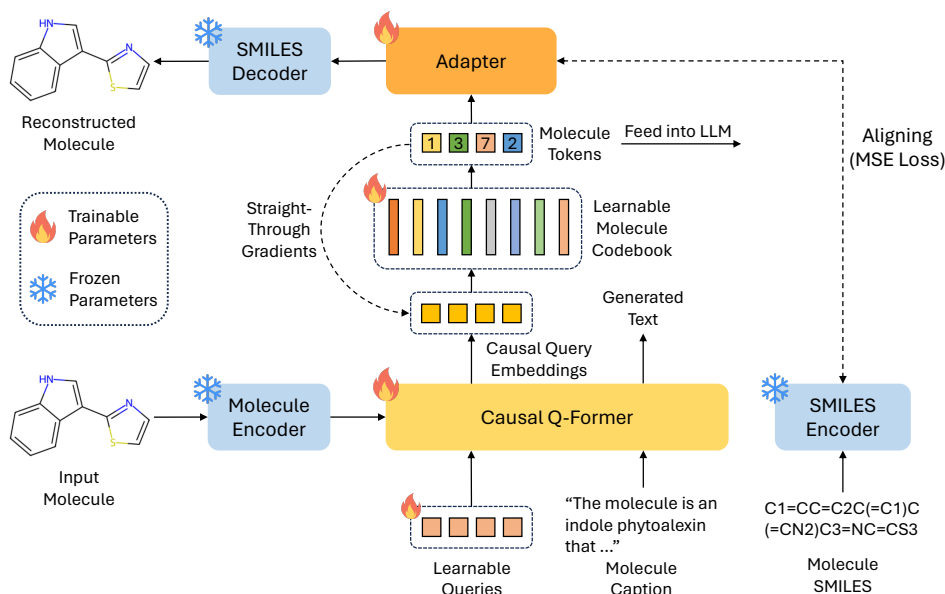 HN
N
S
Reconstructed
Molecule
SMILES
Decoder
Adapter
1 3 7 2
Molecule
Tokens
Feed into LLM
Aligning
(MSE Loss)
Straight-
Through
Gradients
Learnable
Molecule
Codebook
Trainable
Parameters
Frozen
Parameters
Generated
Text
Causal Query
Embeddings
HN
N
S
Input
Molecule
Molecule
Encoder
Causal Q-Former
SMILES
Encoder
Learnable
Queries
“The molecule is an
indole phytoalexin
that ...”
Molecule
Caption
C1=CC=C2C(=C1)C
(=CN2)C3=NC=CS3
Molecule
SMILES